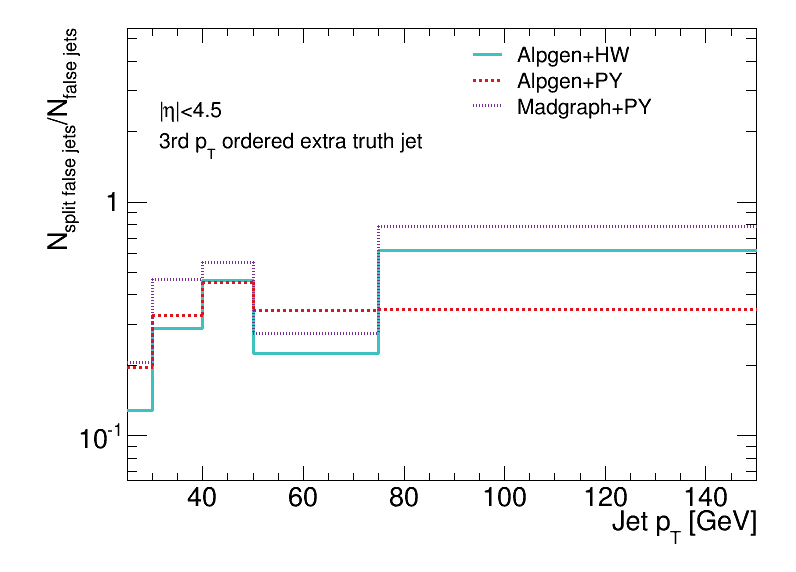 Alpgen+HW
Alpgen+PY
Madgraph+PY
|η|<4.5
3rd p_T ordered extra truth jet
N_split false jets/N_false jets
1
10^-1
40 60 80 100 120 140
Jet p_T [GeV]